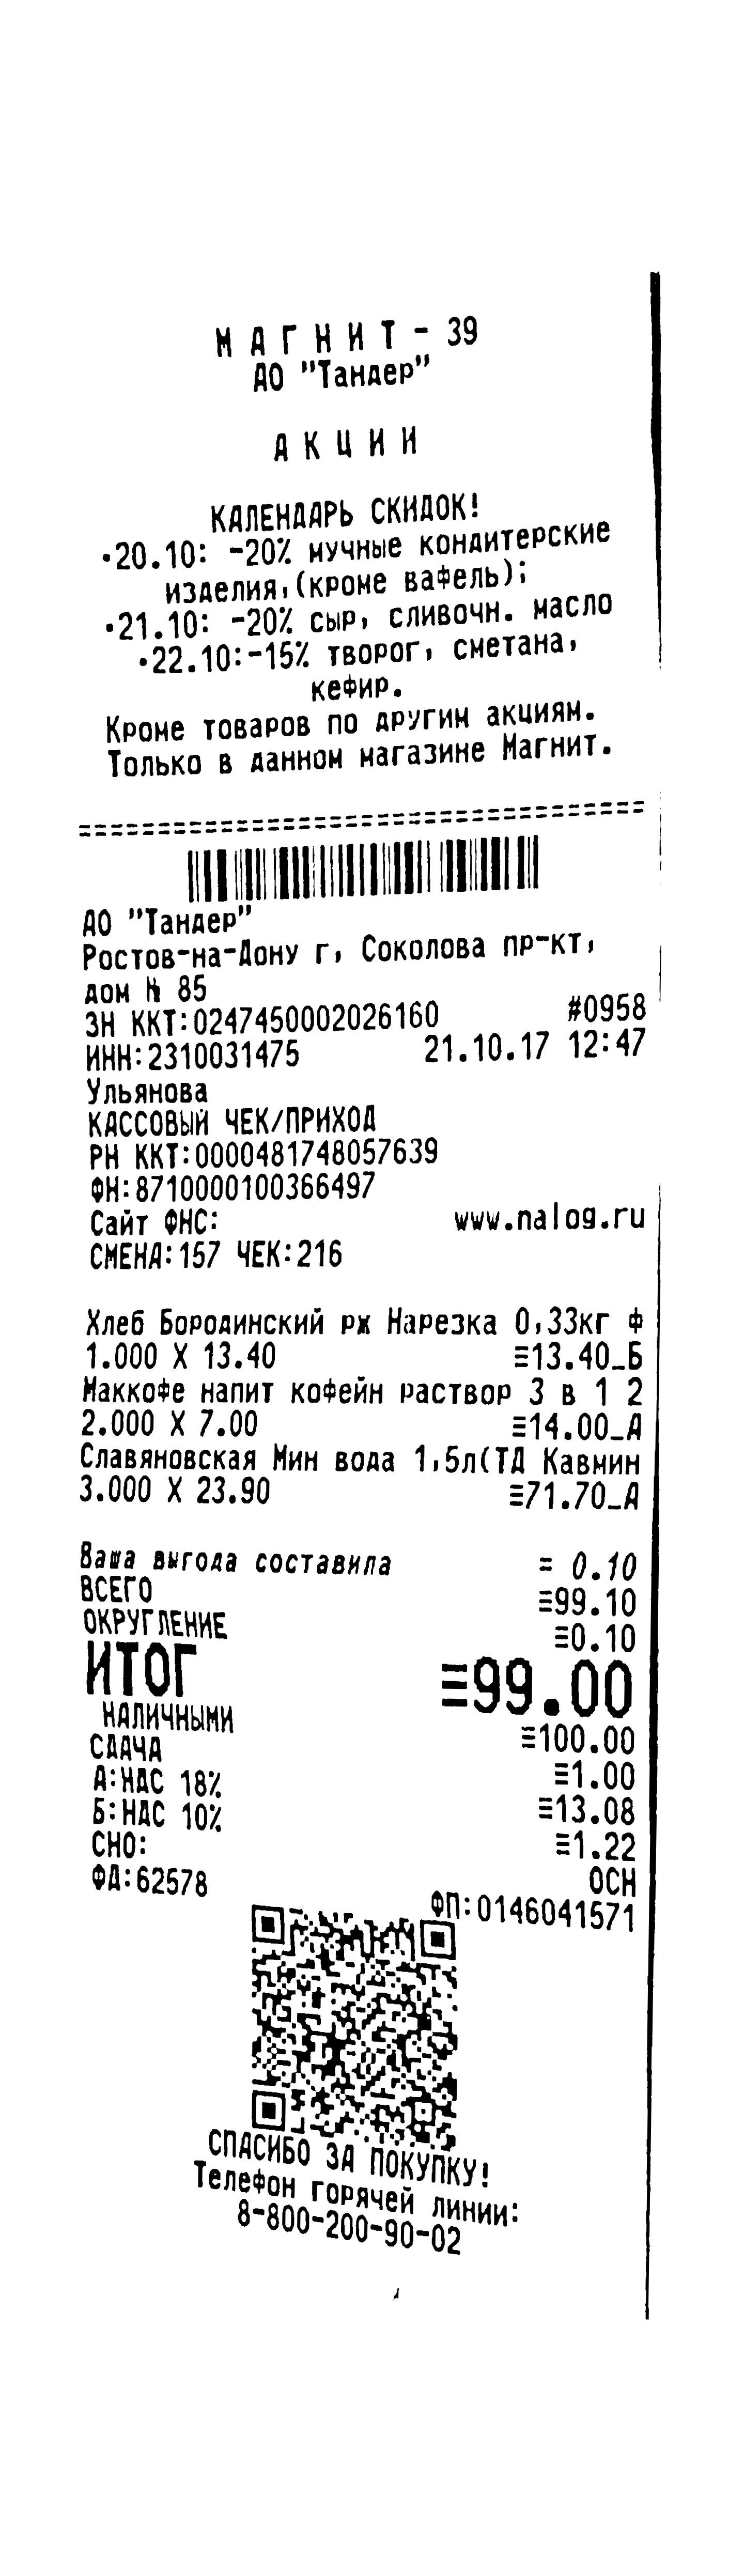 МАГНИТ- 39
АО "Тандер"
АКЦИИ
КАЛЕНДАРЬ СКИДОК!
·20.10: -20% мучные кондитерские
изделия,(кроме вафель);
·21.10: -20% сыр, сливочн. масло
·22.10:-15% творог, сметана,
кефир.
Кроме товаров по другим акциям.
Только в данном магазине Магнит.
==================================
АО "Тандер"
Ростов-на-Дону г, Соколова пр-кт,
дом № 85
ЗН ККТ:0247450002026160 #0958
ИНН:2310031475 21.10.17 12:47
Ульянова
КАССОВЫЙ ЧЕК/ПРИХОД
РН ККТ:0000481748057639
ФН:8710000100366497
Сайт ФНС: www.nalog.ru
СМЕНА:157 ЧЕК:216
Хлеб Бородинский рж Нарезка 0,33кг Ф
1.000 X 13.40 ≡13.40_Б
Маккофе напит кофейн раствор 3 в 1 2
2.000 X 7.00 ≡14.00_А
Славяновская Мин вода 1,5л(ТД Кавмин
3.000 X 23.90 ≡71.70_А
Ваша выгода составила = 0.10
ВСЕГО ≡99.10
ОКРУГЛЕНИЕ ≡0.10
ИТОГ ≡99.00
НАЛИЧНЫМИ ≡100.00
СДАЧА ≡1.00
А:НДС 18% ≡13.08
Б:НДС 10% ≡1.22
СНО: ОСН
ФД:62578 ФП:0146041571
СПАСИБО ЗА ПОКУПКУ!
Телефон горячей линии:
8-800-200-90-02